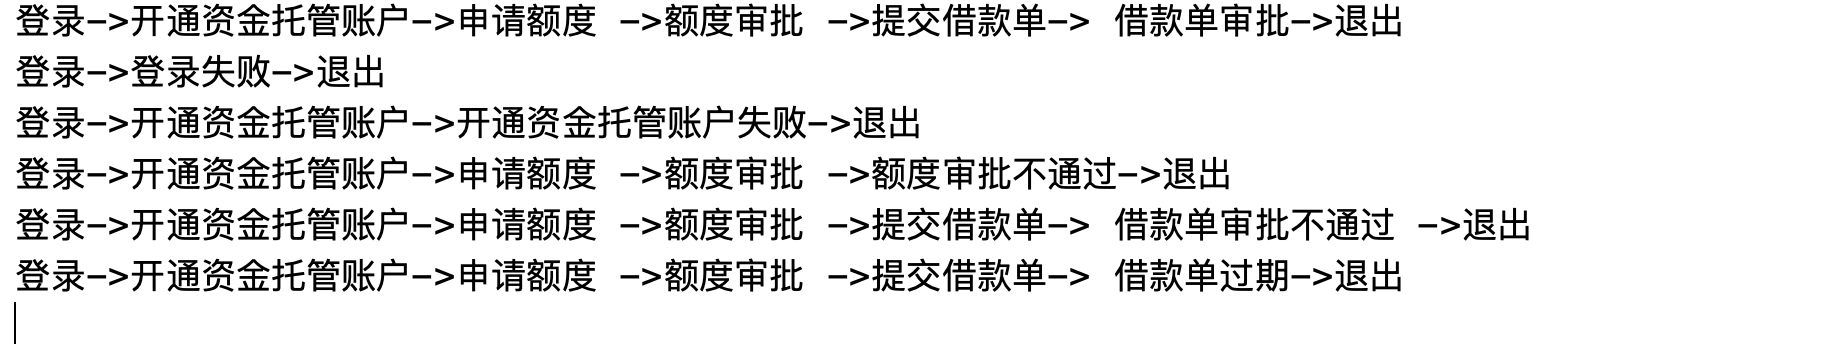 登录->开通资金托管账户->申请额度 ->额度审批 ->提交借款单-> 借款单审批->退出
登录->登录失败->退出
登录->开通资金托管账户->开通资金托管账户失败->退出
登录->开通资金托管账户->申请额度 ->额度审批 ->额度审批不通过->退出
登录->开通资金托管账户->申请额度 ->额度审批 ->提交借款单-> 借款单审批不通过 ->退出
登录->开通资金托管账户->申请额度 ->额度审批 ->提交借款单-> 借款单过期->退出